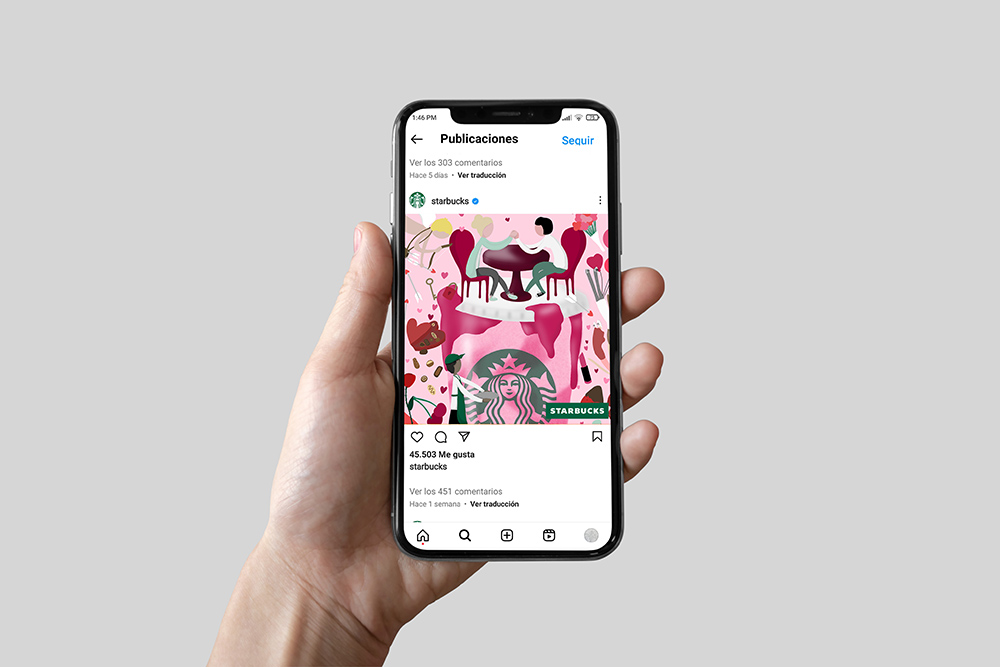 1:46 PM
Publicaciones
Seguir
Ver los 303 comentarios
Hace 5 días • Ver traducción
starbucks
STARBUCKS
45.503 Me gusta
starbucks
Ver los 451 comentarios
Hace 1 semana • Ver traducción